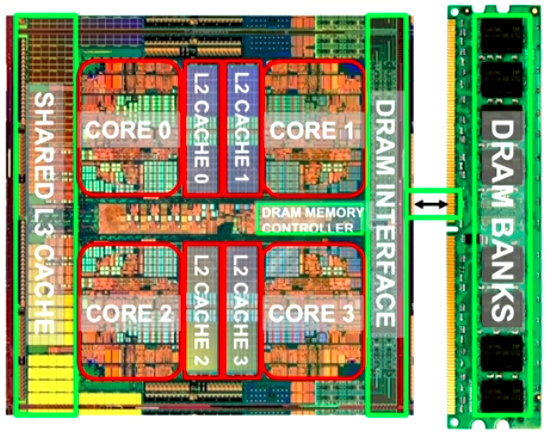 SHARED L3 CACHE
CORE 0
L2 CACHE 0
L2 CACHE 1
CORE 1
DRAM INTERFACE
DRAM BANKS
DRAM MEMORY
CONTROLLER
CORE 2
L2 CACHE 2
L2 CACHE 3
CORE 3